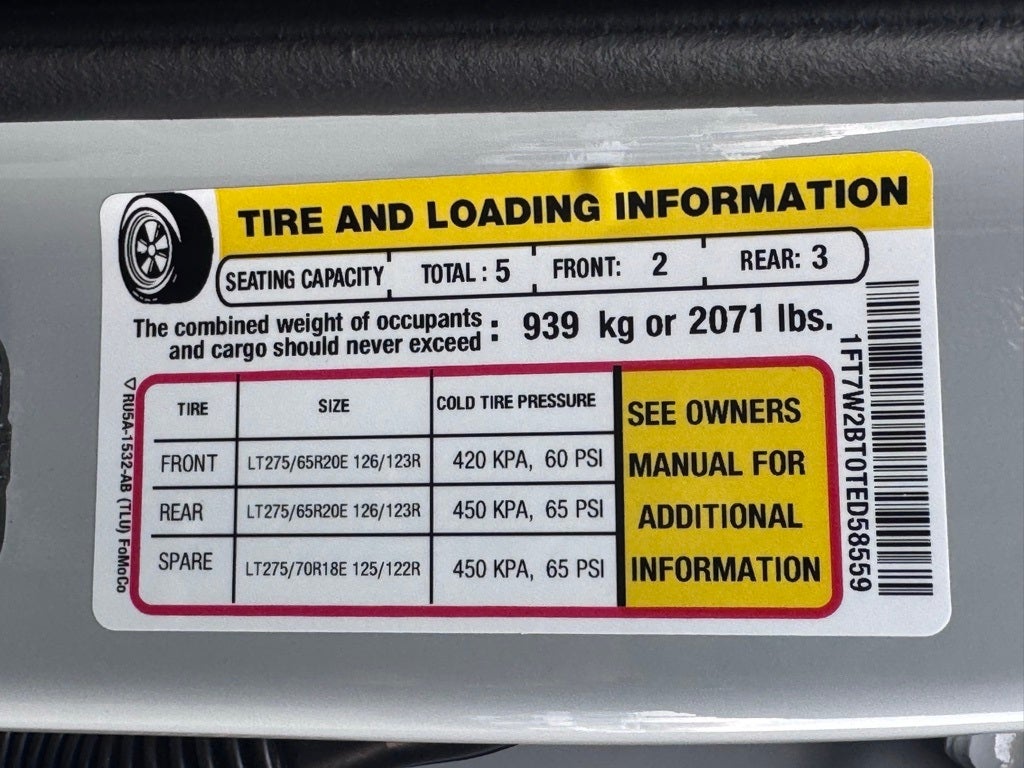 TIRE AND LOADING INFORMATION
SEATING CAPACITY TOTAL : 5 FRONT: 2 REAR: 3
The combined weight of occupants
and cargo should never exceed : 939 kg or 2071 lbs.
TIRE SIZE COLD TIRE PRESSURE
FRONT LT275/65R20E 126/123R 420 KPA, 60 PSI
REAR LT275/65R20E 126/123R 450 KPA, 65 PSI
SPARE LT275/70R18E 125/122R 450 KPA, 65 PSI
SEE OWNERS
MANUAL FOR
ADDITIONAL
INFORMATION
▽RU5A-1532-AB (TLU) FoMoCo
1FT7W2BT0TED58559